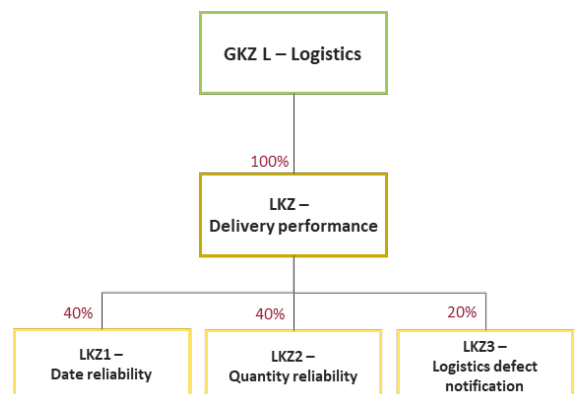 GKZ L – Logistics
100%
LKZ –
Delivery performance
40%
40%
20%
LKZ1 –
Date reliability
LKZ2 –
Quantity reliability
LKZ3 –
Logistics defect
notification